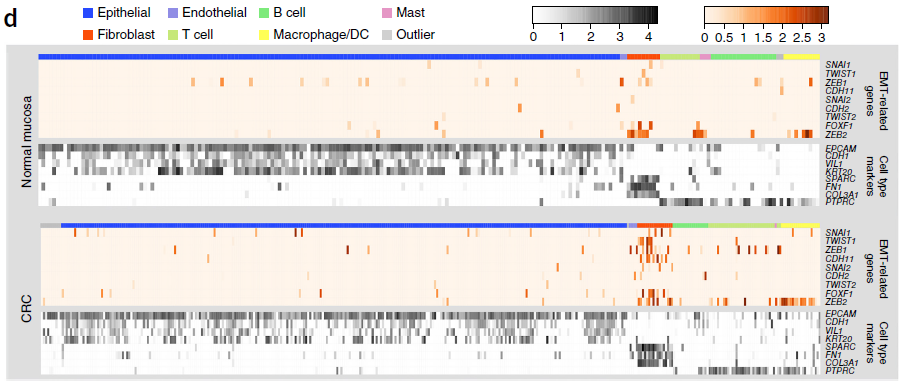 d
Epithelial Endothelial B cell Mast
Fibroblast T cell Macrophage/DC Outlier
0 1 2 3 4
0 0.5 1 1.5 2 2.5 3
Normal mucosa
SNAI1
TWIST1
ZEB1
CDH11
SNAI2
CDH2
TWIST2
FOXF1
ZEB2
EMT-related
genes
EPCAM
CDH1
VIL1
KRT20
SPARC
FN1
COL3A1
PTPRC
Cell type
markers
CRC
SNAI1
TWIST1
ZEB1
CDH11
SNAI2
CDH2
TWIST2
FOXF1
ZEB2
EMT-related
genes
EPCAM
CDH1
VIL1
KRT20
SPARC
FN1
COL3A1
PTPRC
Cell type
markers